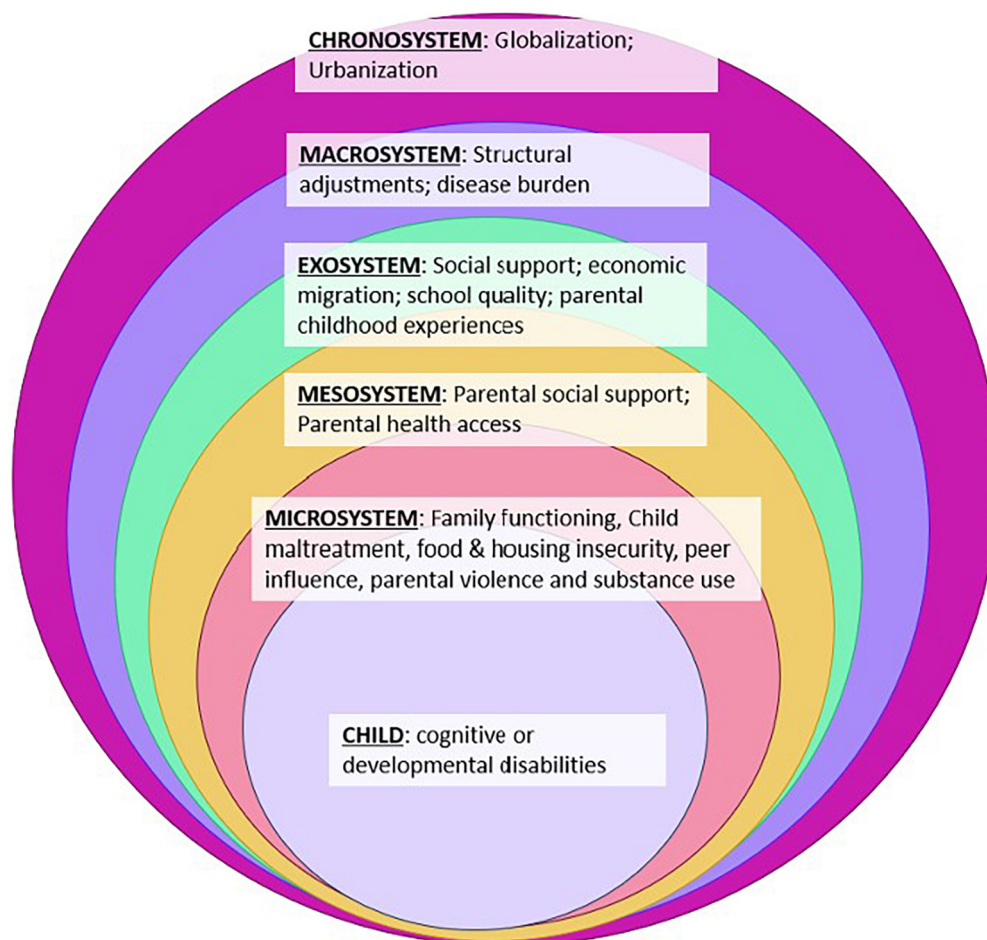 CHRONOSYSTEM: Globalization;
Urbanization
MACROSYSTEM: Structural
adjustments; disease burden
EXOSYSTEM: Social support; economic
migration; school quality; parental
childhood experiences
MESOSYSTEM: Parental social support;
Parental health access
MICROSYSTEM: Family functioning, Child
maltreatment, food & housing insecurity, peer
influence, parental violence and substance use
CHILD: cognitive or
developmental disabilities